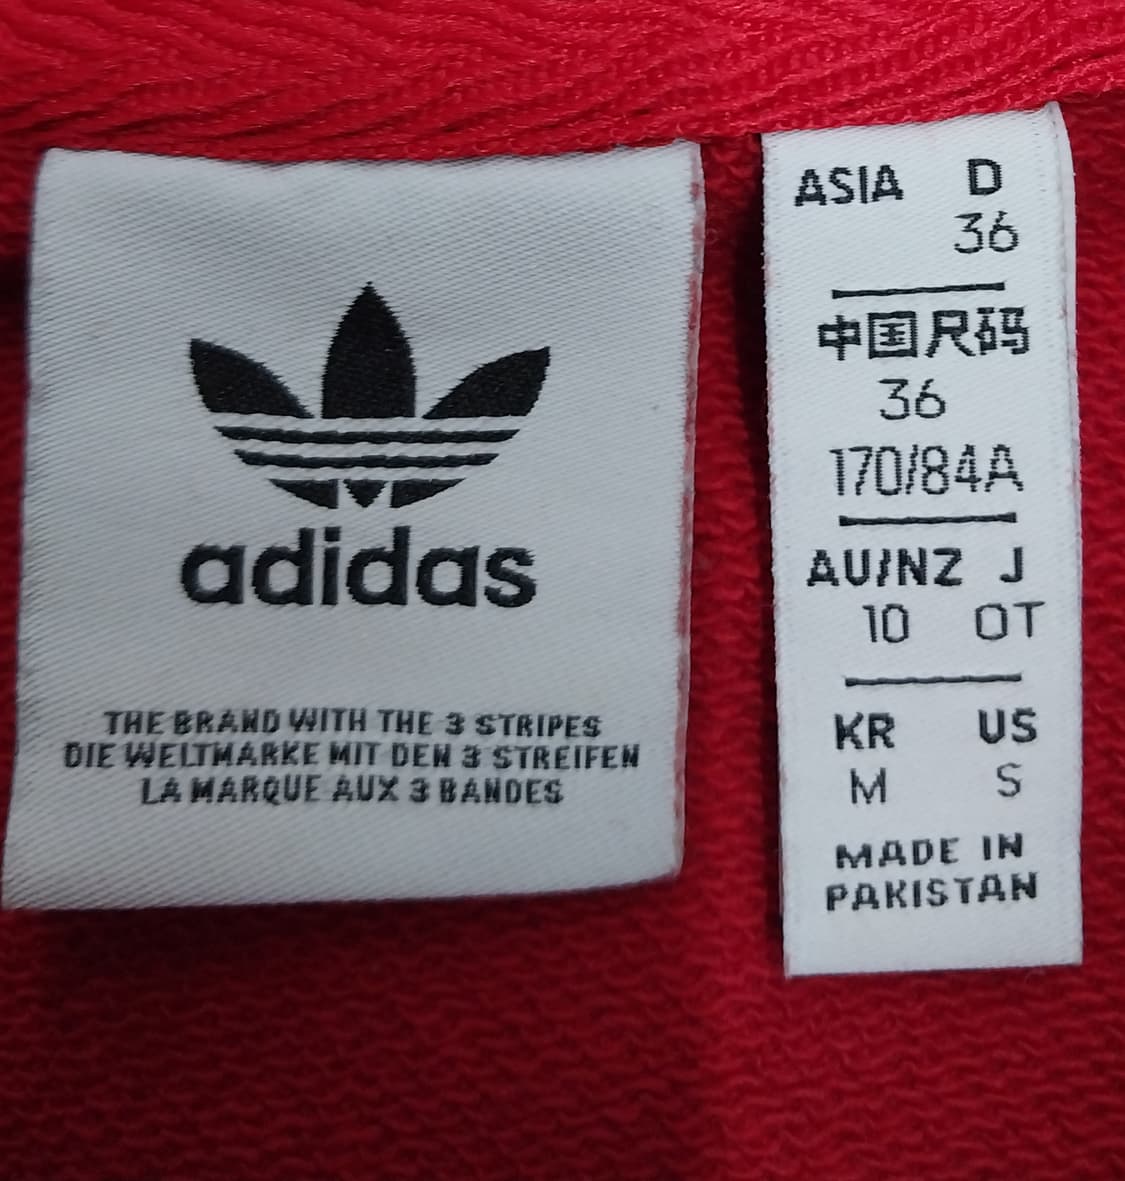 adidas
THE BRAND WITH THE 3 STRIPES
DIE WELTMARKE MIT DEN 3 STREIFEN
LA MARQUE AUX 3 BANDES
ASIA D
36
中国尺码
36
170/84A
AU/NZ J
10 OT
KR US
M S
MADE IN
PAKISTAN